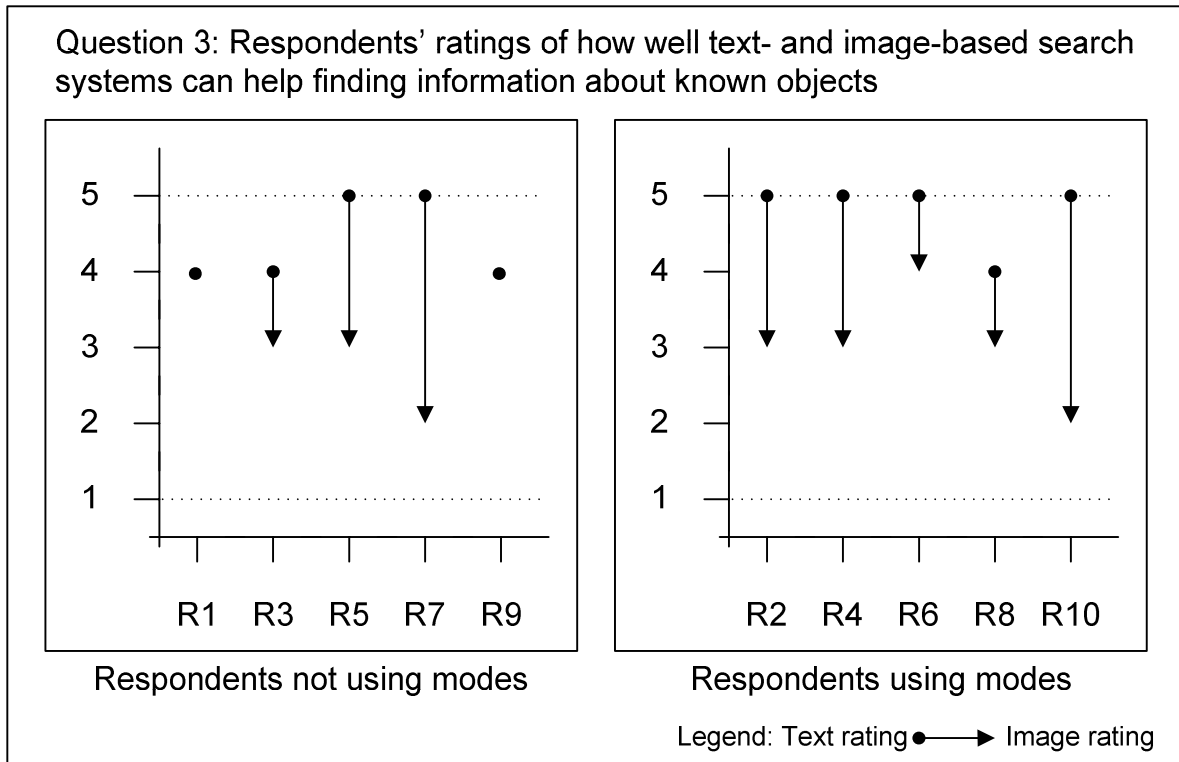 Question 3: Respondents’ ratings of how well text- and image-based search
systems can help finding information about known objects
5
4
3
2
1
R1 R3 R5 R7 R9
Respondents not using modes
5
4
3
2
1
R2 R4 R6 R8 R10
Respondents using modes
Legend: Text rating Image rating